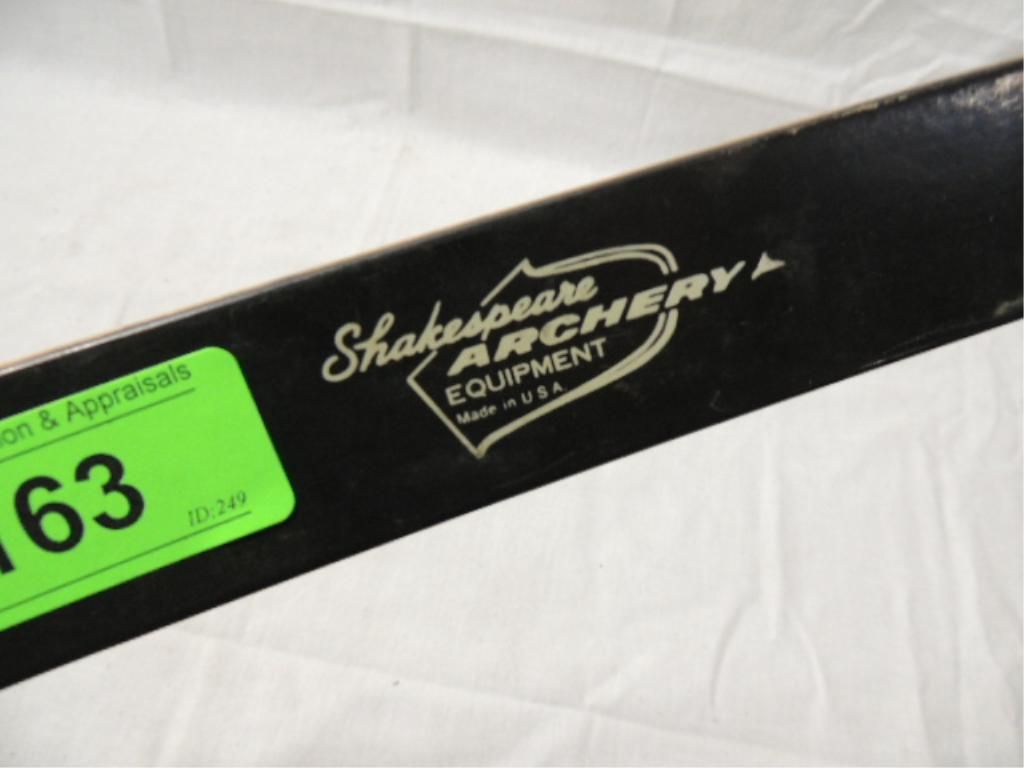 Shakespeare
ARCHERY
EQUIPMENT
Made in U.S.A.
on & Appraisals
163
ID:249